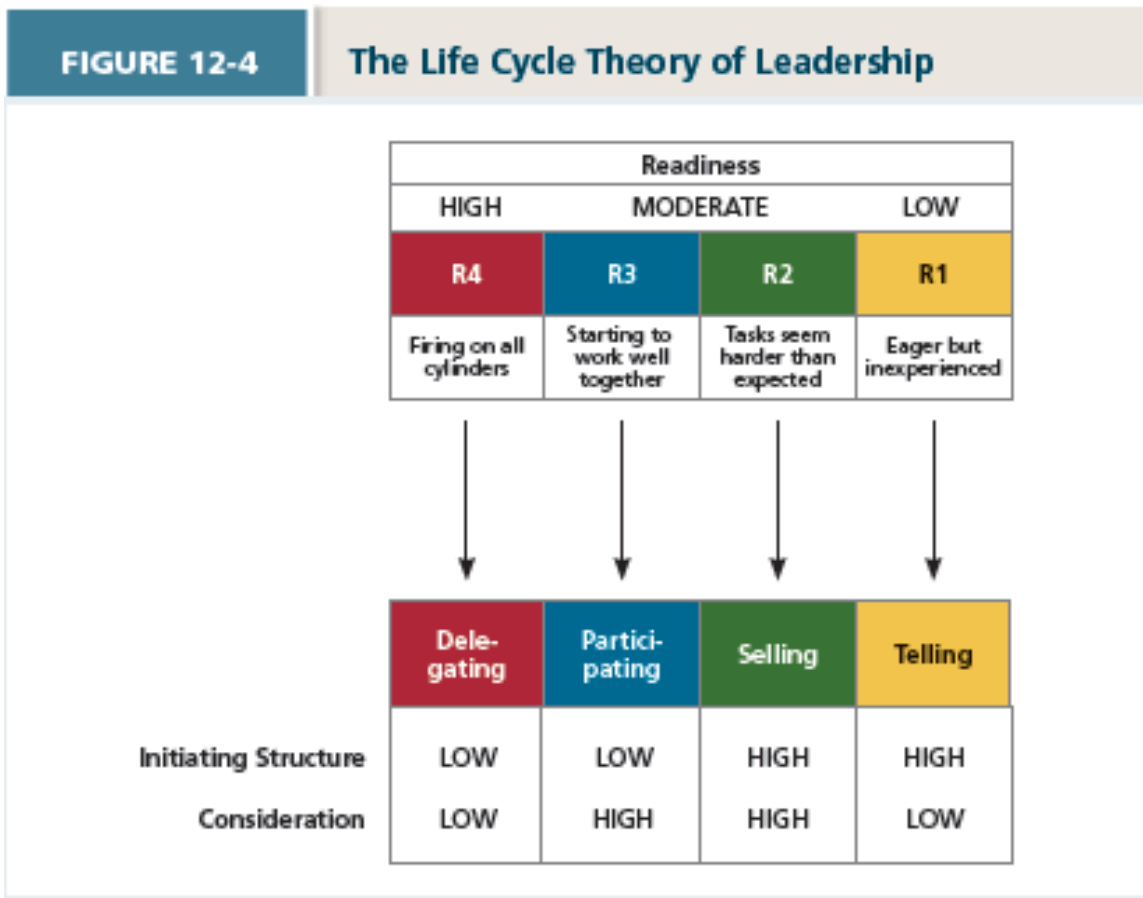 FIGURE 12-4 The Life Cycle Theory of Leadership
Readiness
HIGH MODERATE LOW
R4 R3 R2 R1
Firing on all
cylinders
Starting to
work well
together
Tasks seem
harder than
expected
Eager but
inexperienced
Dele-
gating
Partici-
pating
Selling
Telling
Initiating Structure LOW LOW HIGH HIGH
Consideration LOW HIGH HIGH LOW